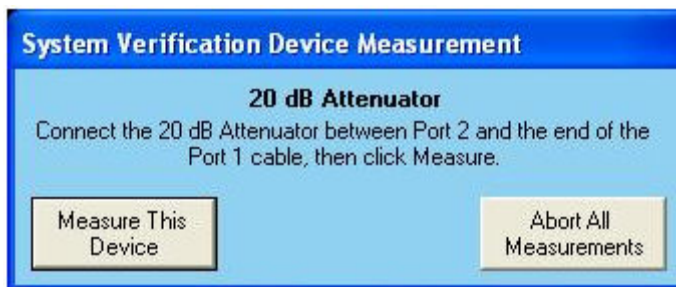 System Verification Device Measurement
20 dB Attenuator
Connect the 20 dB Attenuator between Port 2 and the end of the
Port 1 cable, then click Measure.
Measure This
Device
Abort All
Measurements